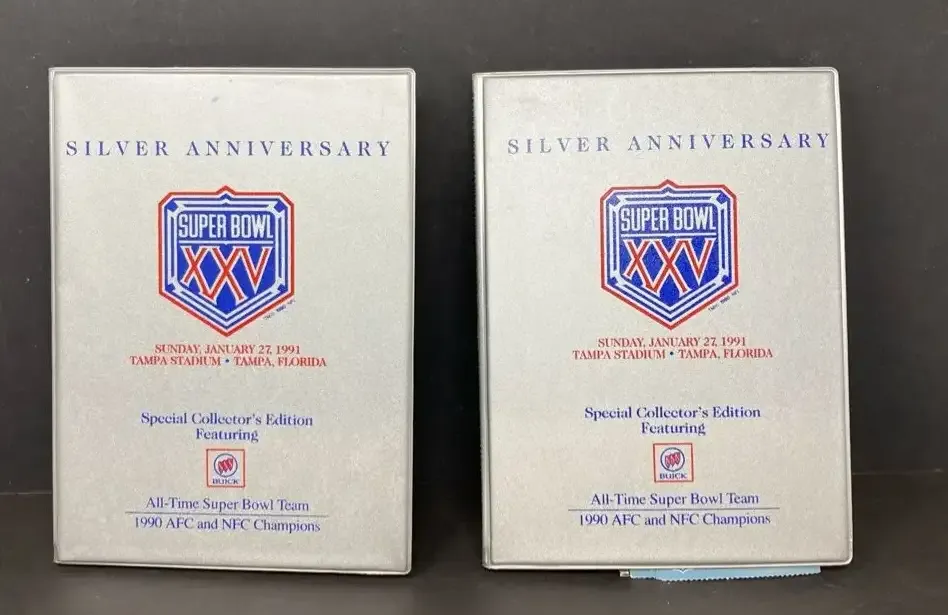 SILVER ANNIVERSARY
SUPER BOWL
XXV
SUNDAY, JANUARY 27, 1991
TAMPA STADIUM • TAMPA, FLORIDA
Special Collector's Edition
Featuring
BUICK
All-Time Super Bowl Team
1990 AFC and NFC Champions
SILVER ANNIVERSARY
SUPER BOWL
XXV
SUNDAY, JANUARY 27, 1991
TAMPA STADIUM • TAMPA, FLORIDA
Special Collector's Edition
Featuring
BUICK
All-Time Super Bowl Team
1990 AFC and NFC Champions